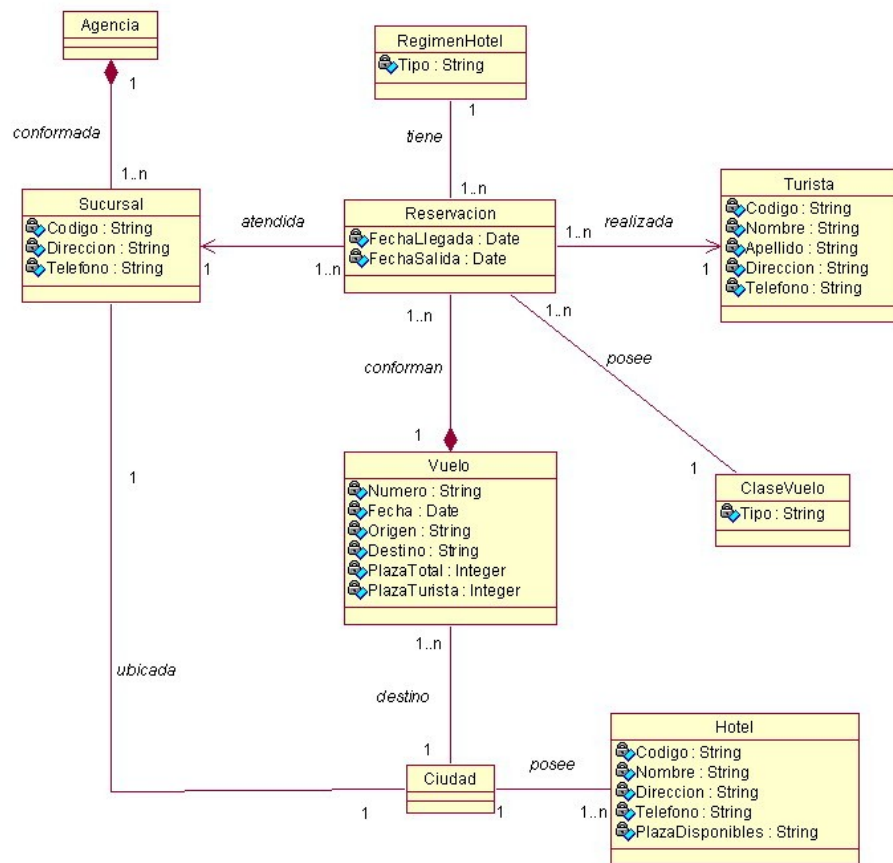 Agencia
1
conformada
1..n
RegimenHotel
Tipo : String
1
tiene
1..n
Sucursal
Codigo : String
Direccion : String
Telefono : String
1
atendida
1..n
Reservacion
FechaLlegada : Date
FechaSalida : Date
1..n
realizada
1
Turista
Codigo : String
Nombre : String
Apellido : String
Direccion : String
Telefono : String
1..n
conforman
1
1..n
posee
1
ClaseVuelo
Tipo : String
Vuelo
Numero : String
Fecha : Date
Origen : String
Destino : String
PlazaTotal : Integer
PlazaTurista : Integer
1
ubicada
1
1..n
destino
1
Ciudad
1
posee
1..n
Hotel
Codigo : String
Nombre : String
Direccion : String
Telefono : String
PlazaDisponibles : String